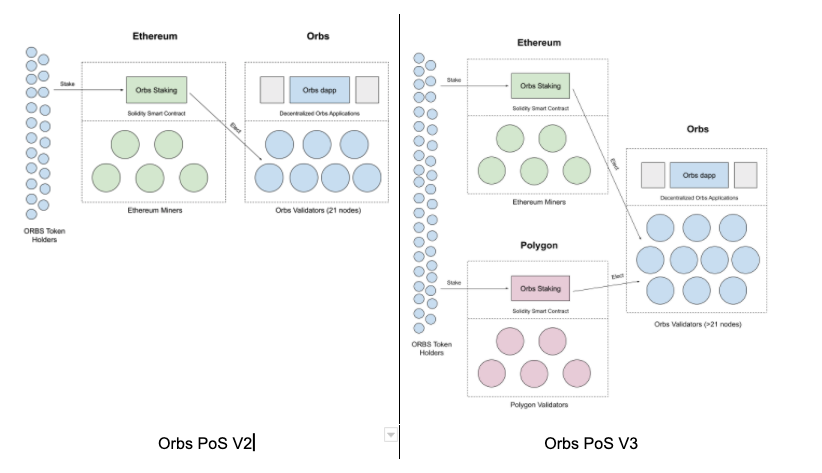 Ethereum
Orbs
Stake
Orbs Staking
Orbs dapp
Solidity Smart Contract
Decentralized Orbs Applications
Elect
Ethereum Miners
Orbs Validators (21 nodes)
ORBS Token
Holders
Orbs PoS V2
Ethereum
Stake
Orbs Staking
Solidity Smart Contract
Elect
Orbs
Orbs dapp
Decentralized Orbs Applications
Ethereum Miners
Polygon
Stake
Orbs Staking
Elect
Solidity Smart Contract
Orbs Validators (>21 nodes)
ORBS Token
Holders
Polygon Validators
Orbs PoS V3